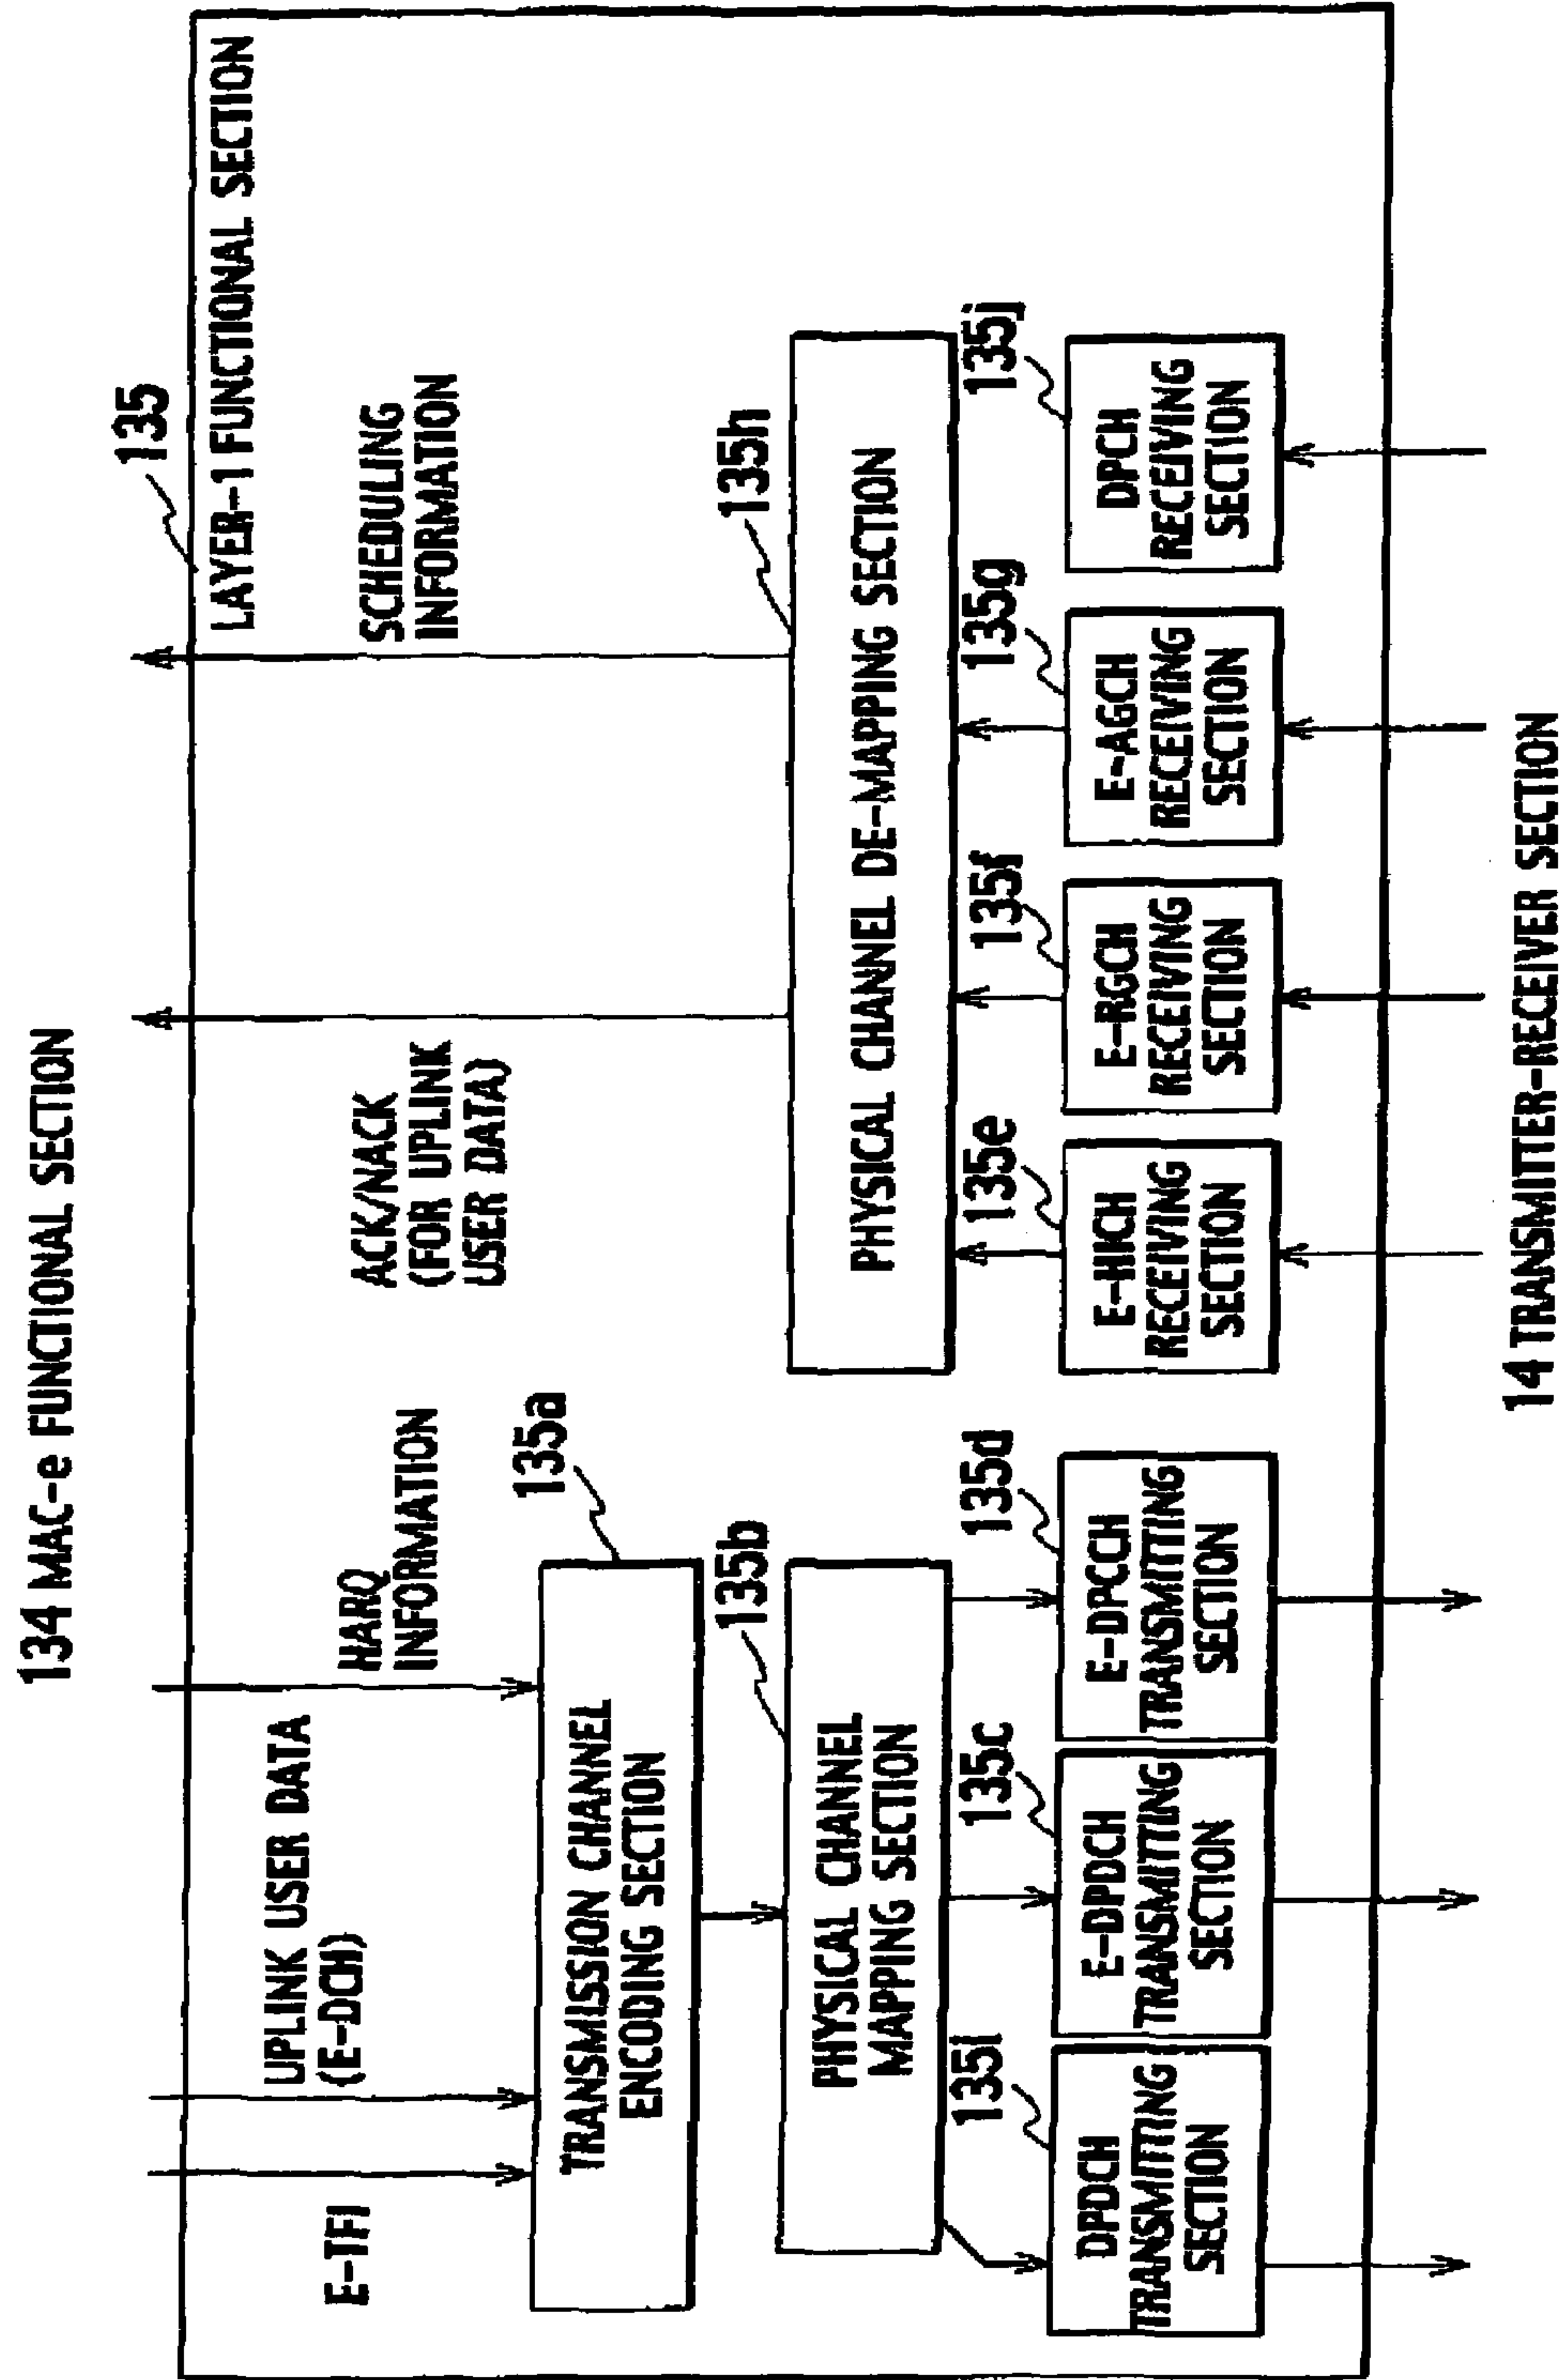 134 MAC-e FUNCTIONAL SECTION
135
LAYER-1 FUNCTIONAL SECTION
E-TFI
UPLINK USER DATA
(E-DCH)
HARQ
INFORMATION
ACK/NACK
(FOR UPLINK
USER DATA)
SCHEDULING
INFORMATION
135a
TRANSMISSION CHANNEL
ENCODING SECTION
135b
PHYSICAL CHANNEL
MAPPING SECTION
135h
PHYSICAL CHANNEL DE-MAPPING SECTION
135i
DPDCH
TRANSMITTING
SECTION
135c
E-DPDCH
TRANSMITTING
SECTION
135d
E-DPCCH
TRANSMITTING
SECTION
135e
E-HICH
RECEIVING
SECTION
135f
E-RGCH
RECEIVING
SECTION
135g
E-AGCH
RECEIVING
SECTION
135j
DPCH
RECEIVING
SECTION
14 TRANSMITTER-RECEIVER SECTION